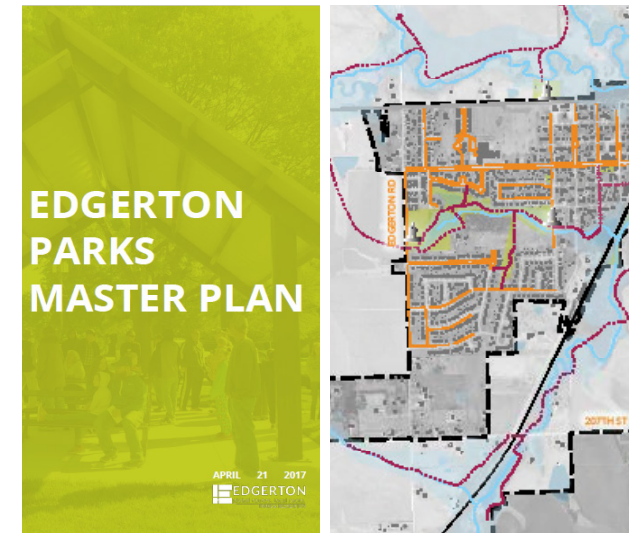 EDGERTON
PARKS
MASTER PLAN
APRIL 21 2017
EDGERTON
EDGERTON RD
207TH ST